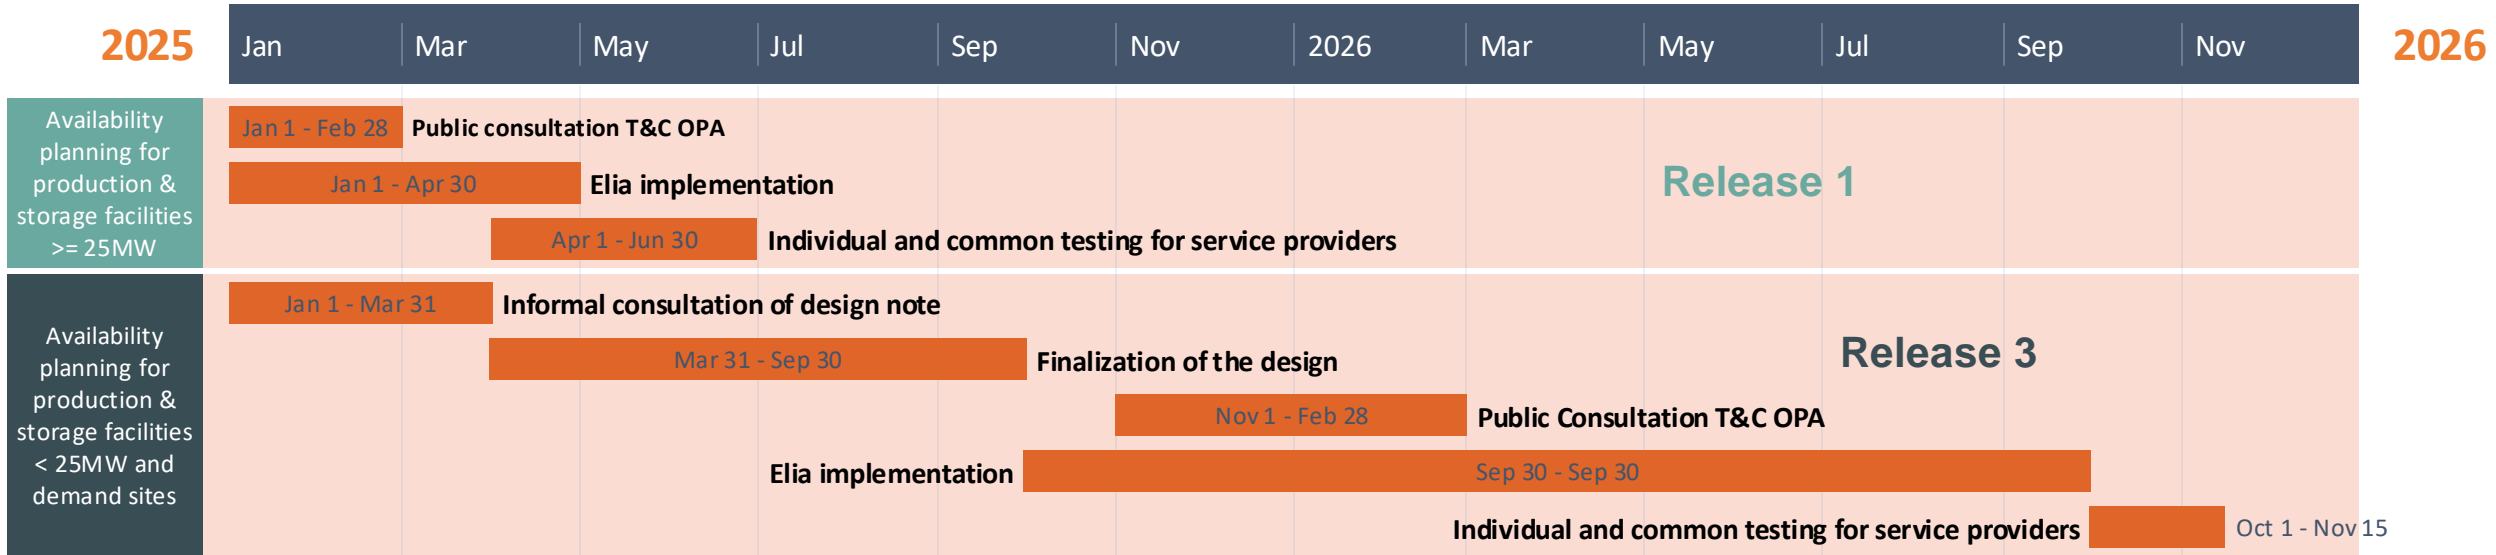 2025 Jan Mar May Jul Sep Nov 2026 Mar May Jul Sep Nov 2026
Availability
planning for
production &
storage facilities
>= 25MW
Jan 1 - Feb 28 Public consultation T&C OPA
Jan 1 - Apr 30 Elia implementation
Apr 1 - Jun 30 Individual and common testing for service providers
Release 1
Availability
planning for
production &
storage facilities
< 25MW and
demand sites
Jan 1 - Mar 31 Informal consultation of design note
Mar 31 - Sep 30 Finalization of the design
Release 3
Nov 1 - Feb 28 Public Consultation T&C OPA
Elia implementation Sep 30 - Sep 30
Individual and common testing for service providers Oct 1 - Nov 15